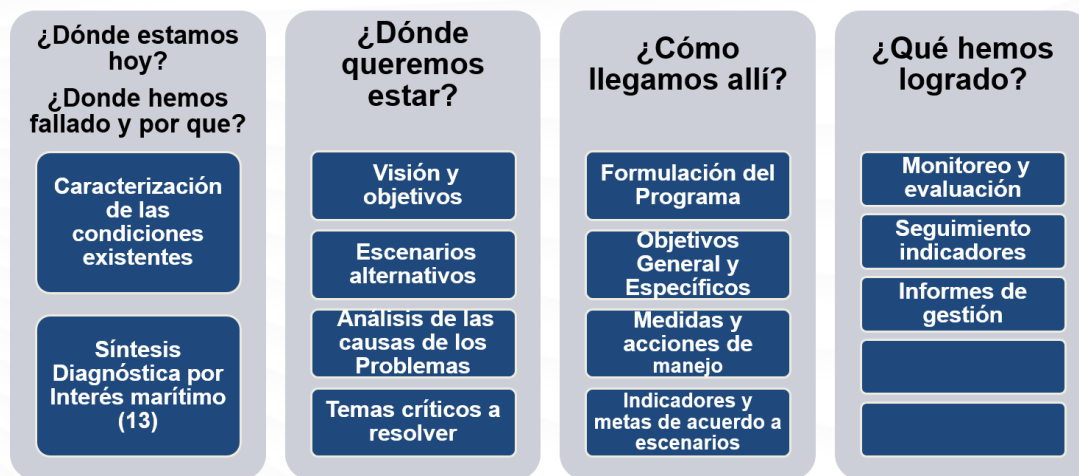 ¿Dónde estamos
hoy?
¿Donde hemos
fallado y por que?
Caracterización
de las
condiciones
existentes
Síntesis
Diagnóstica por
Interés marítimo
(13)
¿Dónde
queremos
estar?
Visión y
objetivos
Escenarios
alternativos
Análisis de las
causas de los
Problemas
Temas críticos a
resolver
¿Cómo
llegamos allí?
Formulación del
Programa
Objetivos
General y
Específicos
Medidas y
acciones de
manejo
Indicadores y
metas de acuerdo a
escenarios
¿Qué hemos
logrado?
Monitoreo y
evaluación
Seguimiento
indicadores
Informes de
gestión